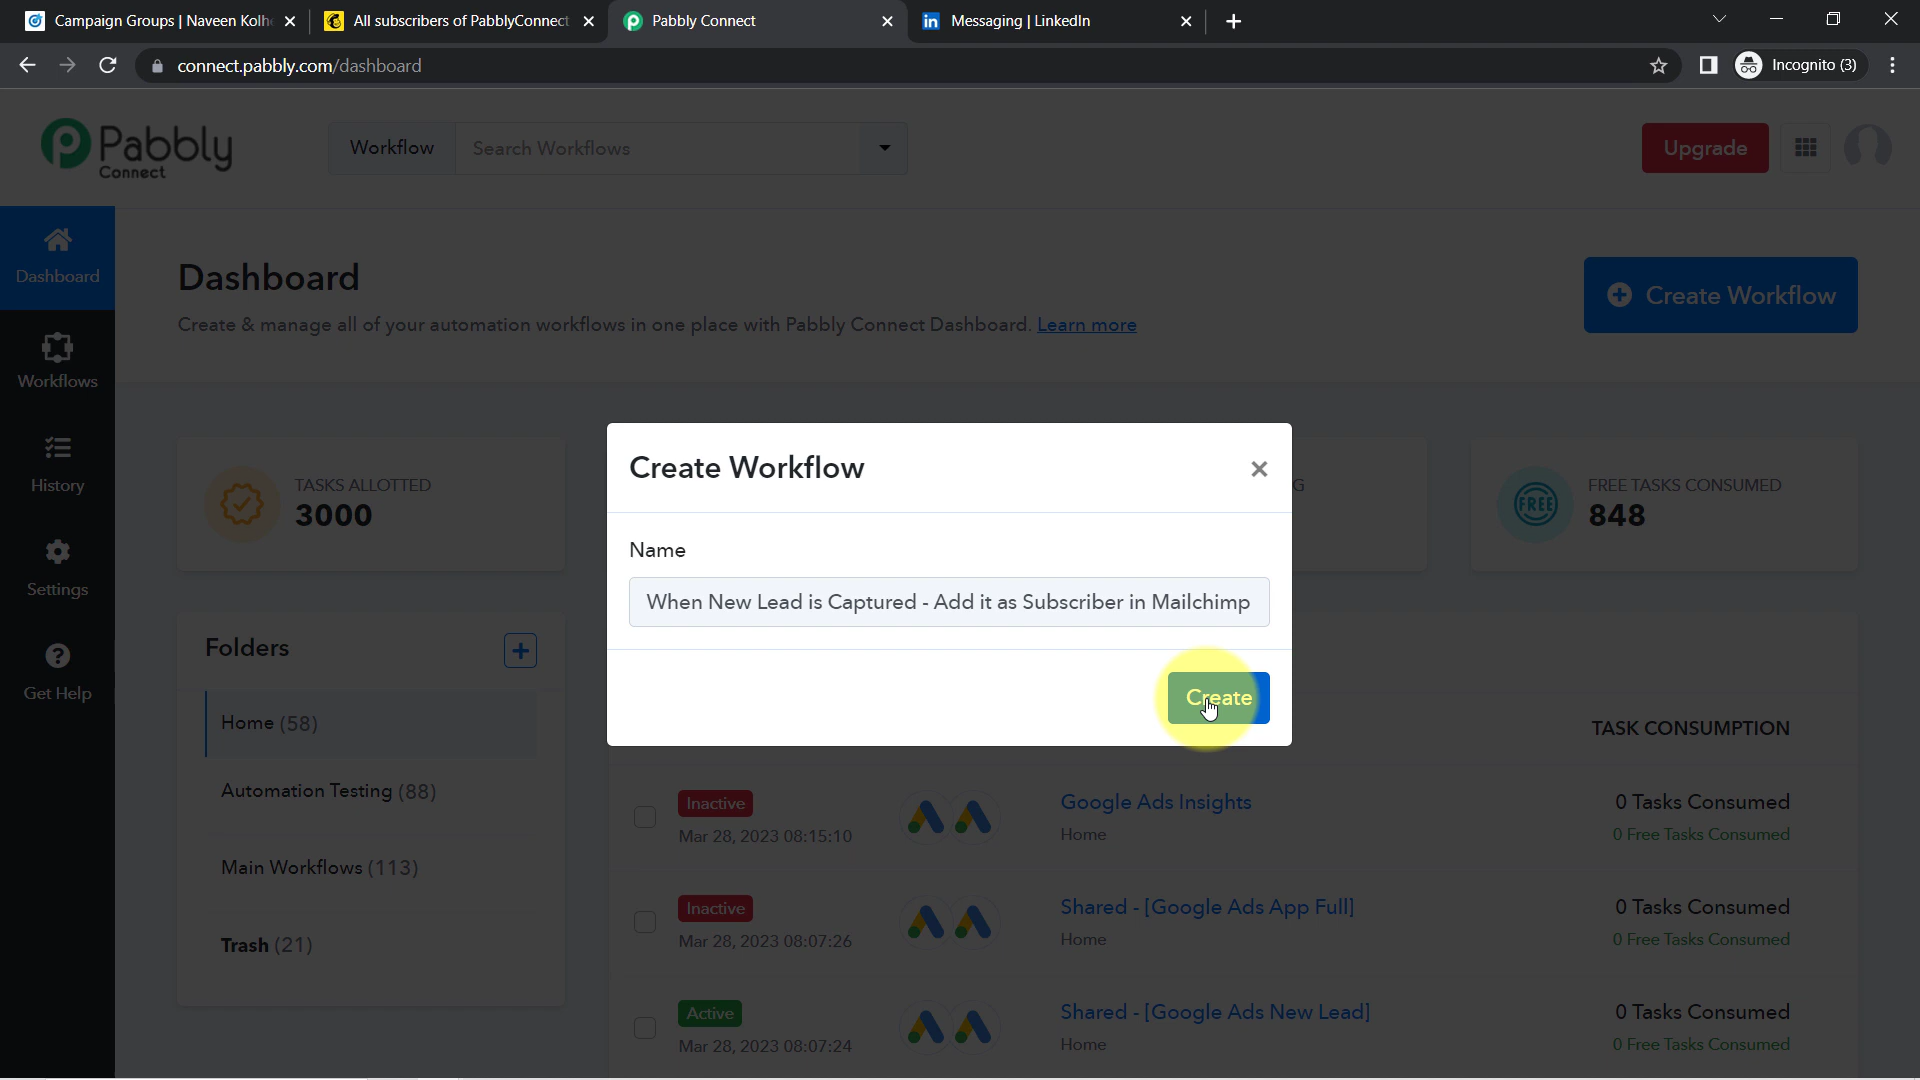 Campaign Groups | Naveen Kolhe
All subscribers of PabblyConnect
Pabbly Connect
Messaging | LinkedIn
connect.pabbly.com/dashboard
Incognito (3)
Pabbly
Connect
Workflow
Search Workflows
Upgrade
Dashboard
Workflows
History
Settings
Get Help
Dashboard
Create & manage all of your automation workflows in one place with Pabbly Connect Dashboard. Learn more
Create Workflow
TASKS ALLOTTED
3000
G
FREE
FREE TASKS CONSUMED
848
Create Workflow
Name
When New Lead is Captured - Add it as Subscriber in Mailchimp
Create
Folders
Home (58)
Automation Testing (88)
Main Workflows (113)
Trash (21)
TASK CONSUMPTION
Inactive
Mar 28, 2023 08:15:10
Google Ads Insights
Home
0 Tasks Consumed
0 Free Tasks Consumed
Inactive
Mar 28, 2023 08:07:26
Shared - [Google Ads App Full]
Home
0 Tasks Consumed
0 Free Tasks Consumed
Active
Mar 28, 2023 08:07:24
Shared - [Google Ads New Lead]
Home
0 Tasks Consumed
0 Free Tasks Consumed